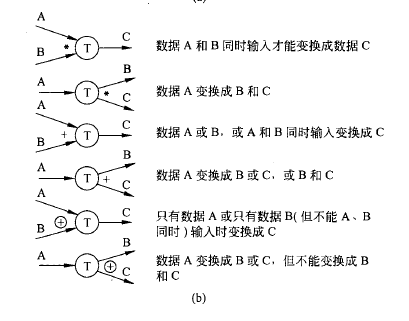 A
B
*
T
C
数据 A 和 B 同时输入才能变换成数据 C
A
T
*
B
C
数据 A 变换成 B 和 C
A
B
+
T
C
数据 A 或 B，或 A 和 B 同时输入变换成 C
A
T
+
B
C
数据 A 变换成 B 或 C，或 B 和 C
A
B
⊕
T
C
只有数据 A 或只有数据 B(但不能 A、B
同时)输入时变换成 C
A
T
⊕
B
C
数据 A 变换成 B 或 C，但不能变换成 B
和 C
(b)